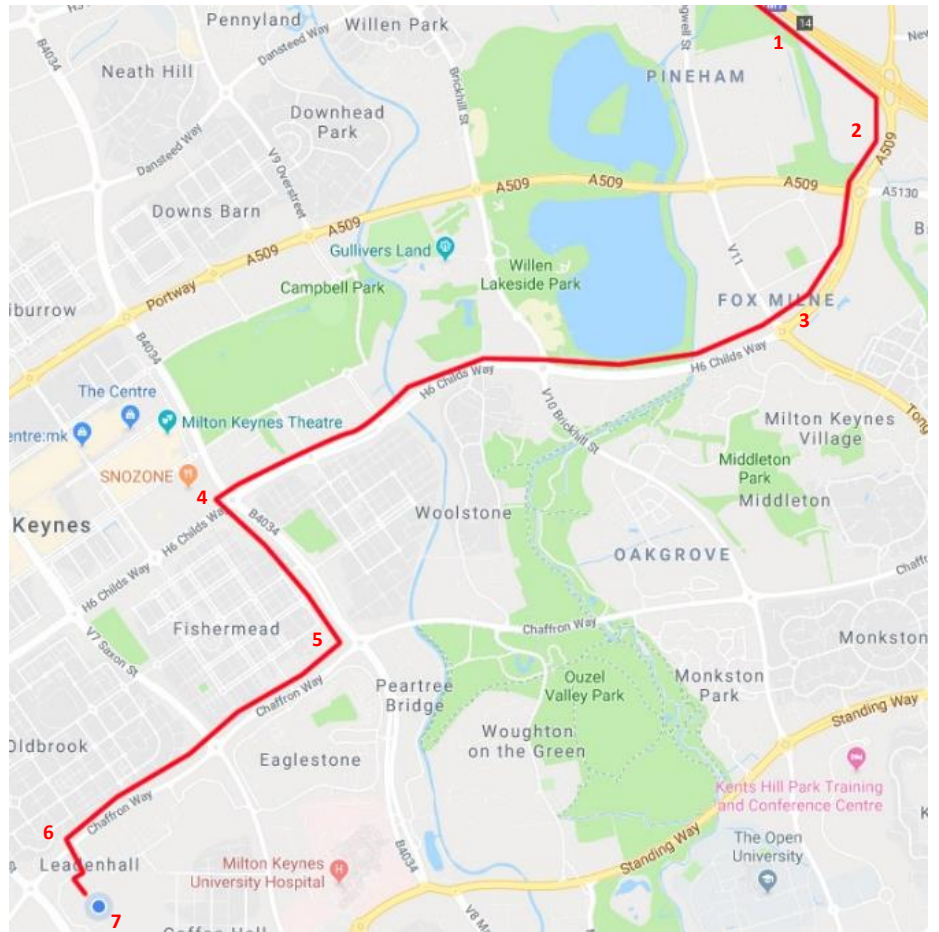 H5
B4034
Pennyland
Willen Park
14
1
Dansteed Way
Neath Hill
Brickhill St
PINEHAM
2
Downhead
Park
Dansteed Way
V9 Overstreet
A509
A509
A509
A5130
Downs Barn
A509
A509
V11
Gullivers Land
Willen
Lakeside Park
Portway
Campbell Park
FOX MILNE
3
B4034
H6 Childs Way
H6 Childs Way
The Centre
Milton Keynes Theatre
V10 Brickhill St
Milton Keynes
Village
entre:mk
SNOZONE
Middleton
Park
4
Middleton
Keynes
H6 Childs Way
B4034
Woolstone
OAKGROVE
H6 Childs Way
Fishermead
5
Chaffron Way
Monkston
V7 Saxon St
Chaffron Way
Peartree
Bridge
Ouzel
Valley Park
Monkston
Park
Standing Way
Oldbrook
Eaglestone
Woughton
on the Green
Kents Hill Park Training
and Conference Centre
Chaffron Way
6
Leadenhall
Milton Keynes
University Hospital
B4034
Standing Way
The Open
University
7